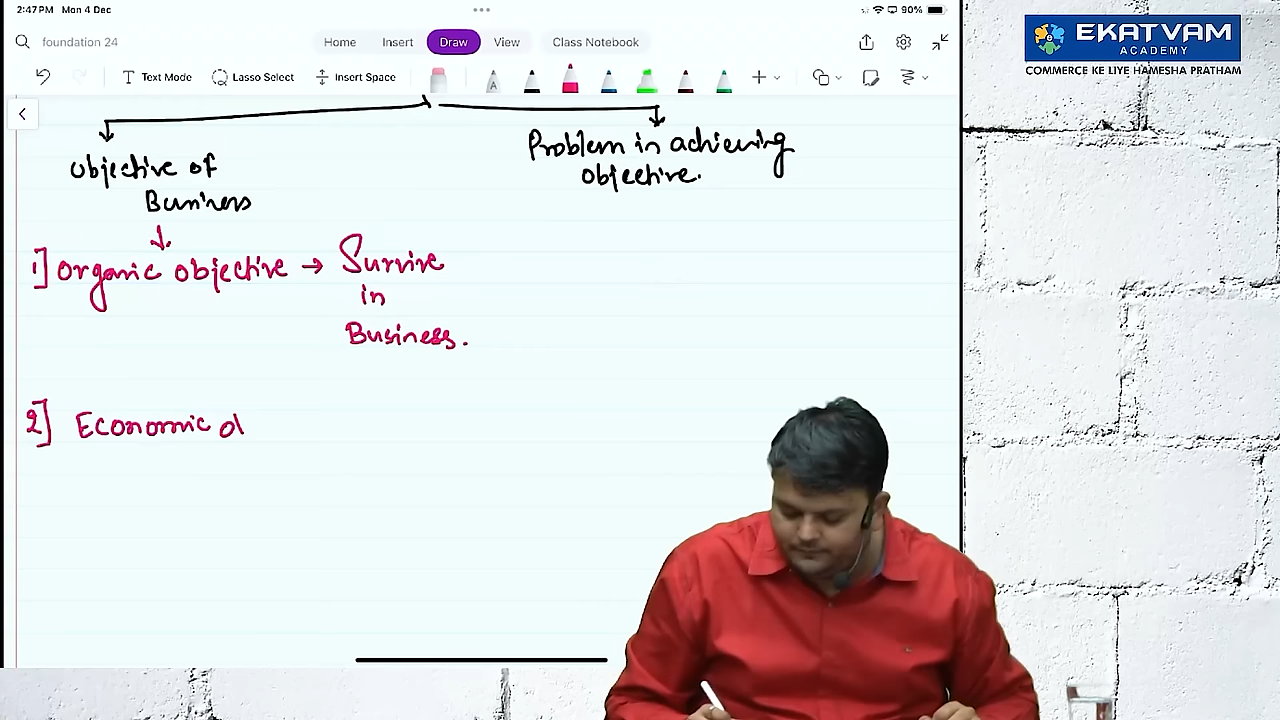 2:47 PM Mon 4 Dec
90%
foundation 24
Home Insert Draw View Class Notebook
Text Mode Lasso Select Insert Space
EKATVAM
ACADEMY
COMMERCE KE LIYE HAMESHA PRATHAM
Objective of
Business
Problem in achieving
objective.
1] Organic objective → Survive
in
Business.
2] Economic o